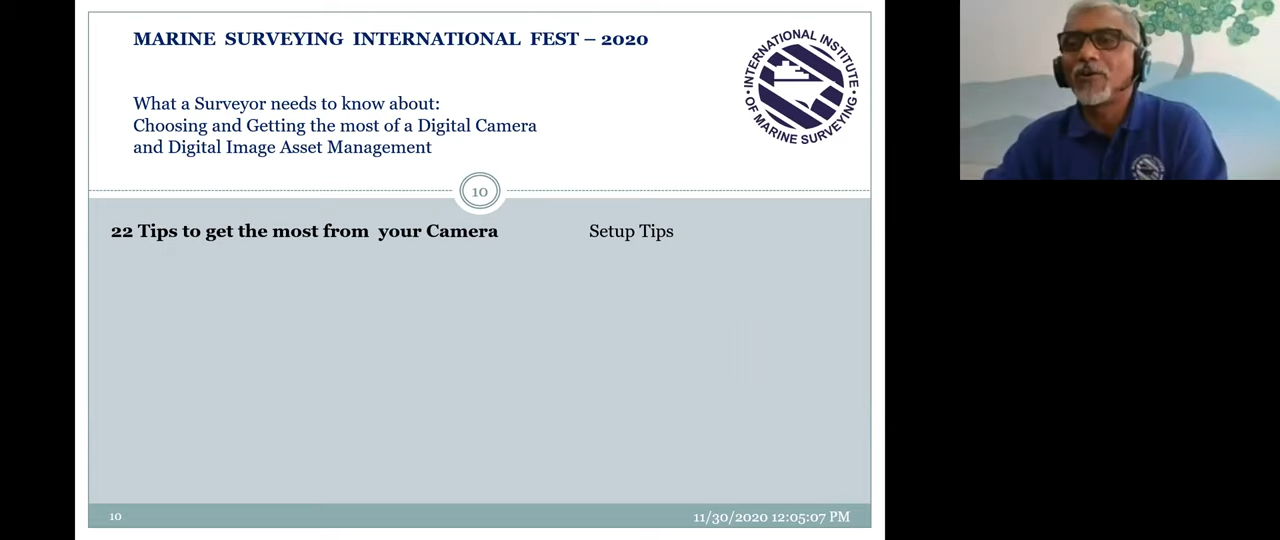 MARINE SURVEYING INTERNATIONAL FEST – 2020
INTERNATIONAL INSTITUTE
• OF MARINE SURVEYING •
What a Surveyor needs to know about:
Choosing and Getting the most of a Digital Camera
and Digital Image Asset Management
10
22 Tips to get the most from your Camera
Setup Tips
10
11/30/2020 12:05:07 PM